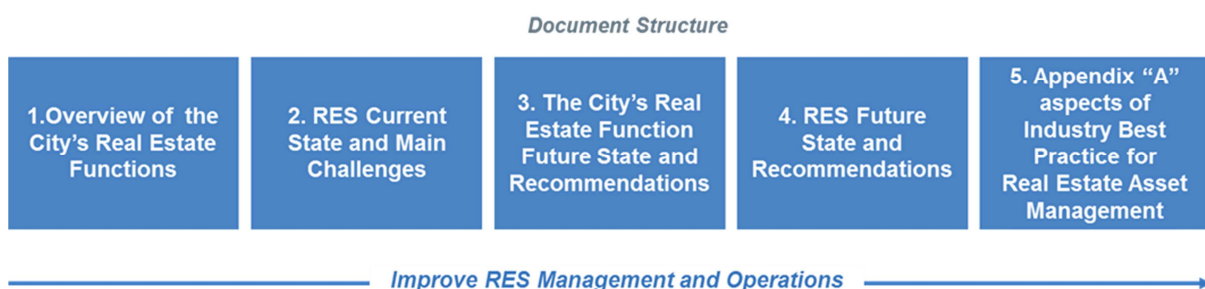 Document Structure
1.Overview of the
City's Real Estate
Functions
2. RES Current
State and Main
Challenges
3. The City's Real
Estate Function
Future State and
Recommendations
4. RES Future
State and
Recommendations
5. Appendix “A”
aspects of
Industry Best
Practice for
Real Estate Asset
Management
Improve RES Management and Operations